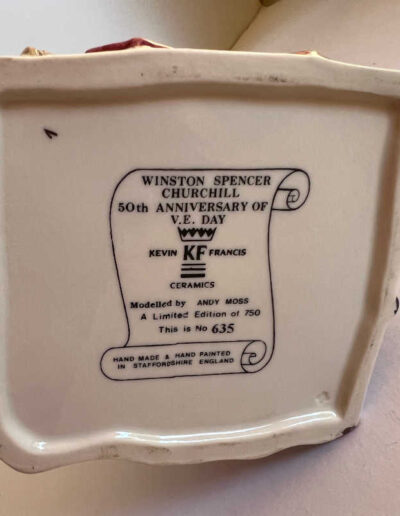 WINSTON SPENCER
CHURCHILL
50th ANNIVERSARY OF
V.E. DAY
KEVIN KF FRANCIS
CERAMICS
Modelled by ANDY MOSS
A Limited Edition of 750
This is No 635
HAND MADE & HAND PAINTED
IN STAFFORDSHIRE ENGLAND